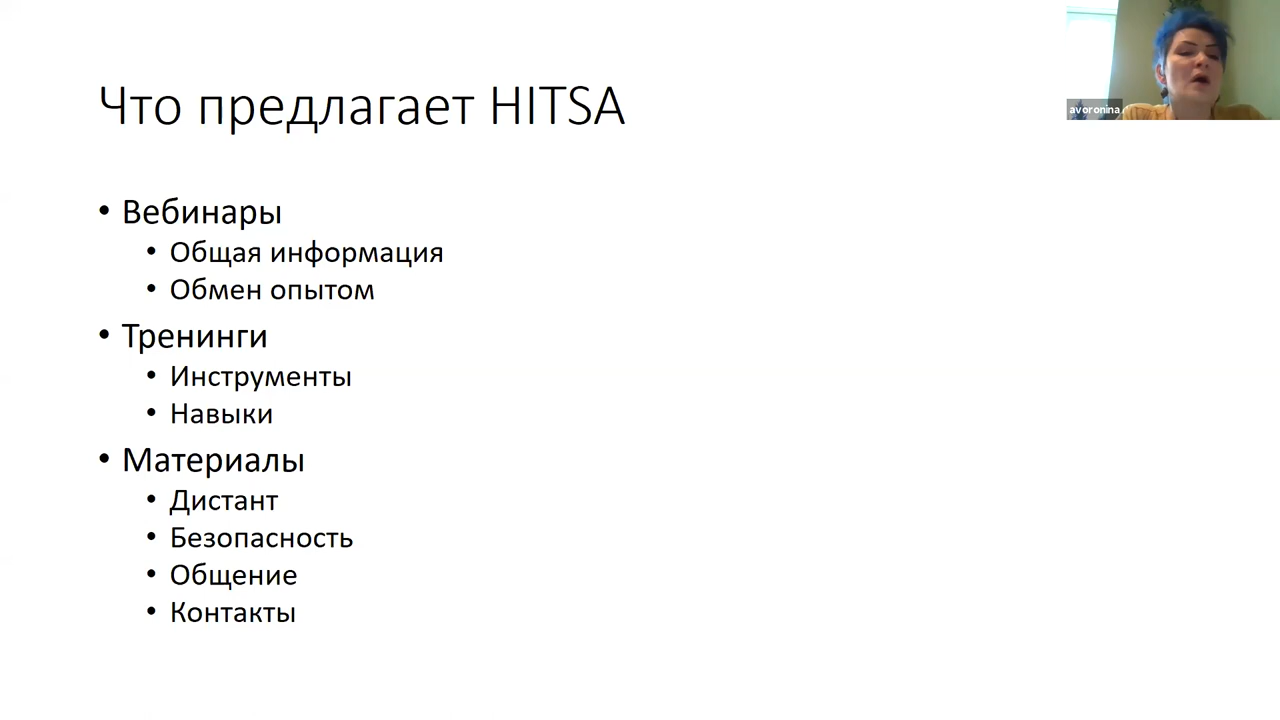 Что предлагает HITSA
avoronina
• Вебинары
• Общая информация
• Обмен опытом
• Тренинги
• Инструменты
• Навыки
• Материалы
• Дистант
• Безопасность
• Общение
• Контакты